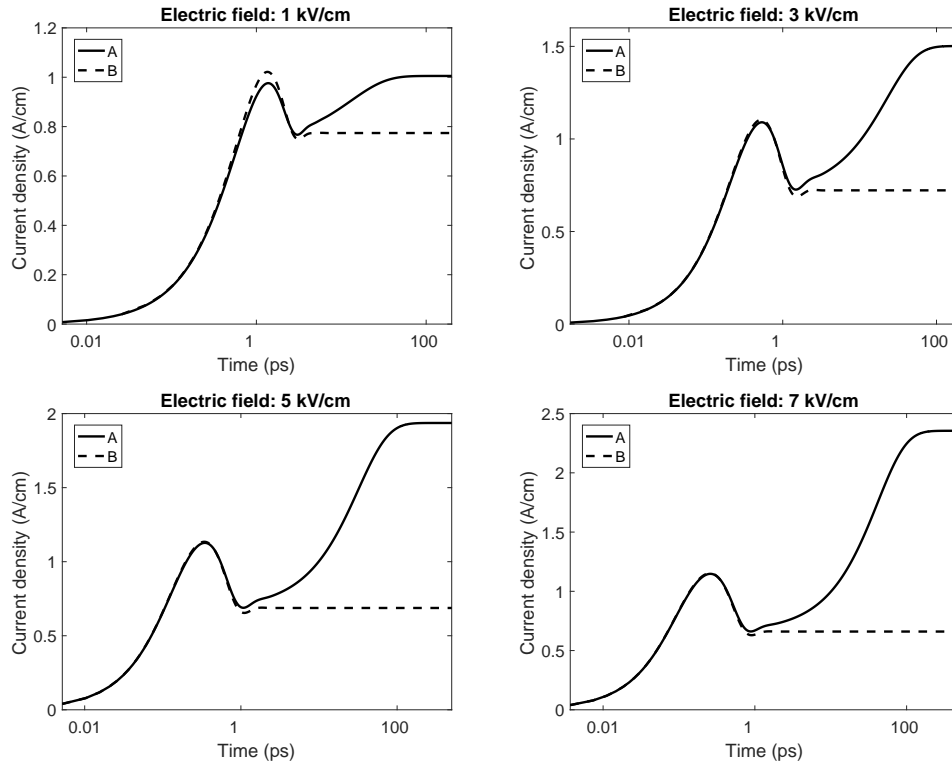 Electric field: 1 kV/cm
1.2
1
0.8
0.6
0.4
0.2
0
Current density (A/cm)
A
B
0.01 1 100
Time (ps)
Electric field: 3 kV/cm
1.5
1
0.5
0
Current density (A/cm)
A
B
0.01 1 100
Time (ps)
Electric field: 5 kV/cm
2
1.5
1
0.5
0
Current density (A/cm)
A
B
0.01 1 100
Time (ps)
Electric field: 7 kV/cm
2.5
2
1.5
1
0.5
0
Current density (A/cm)
A
B
0.01 1 100
Time (ps)